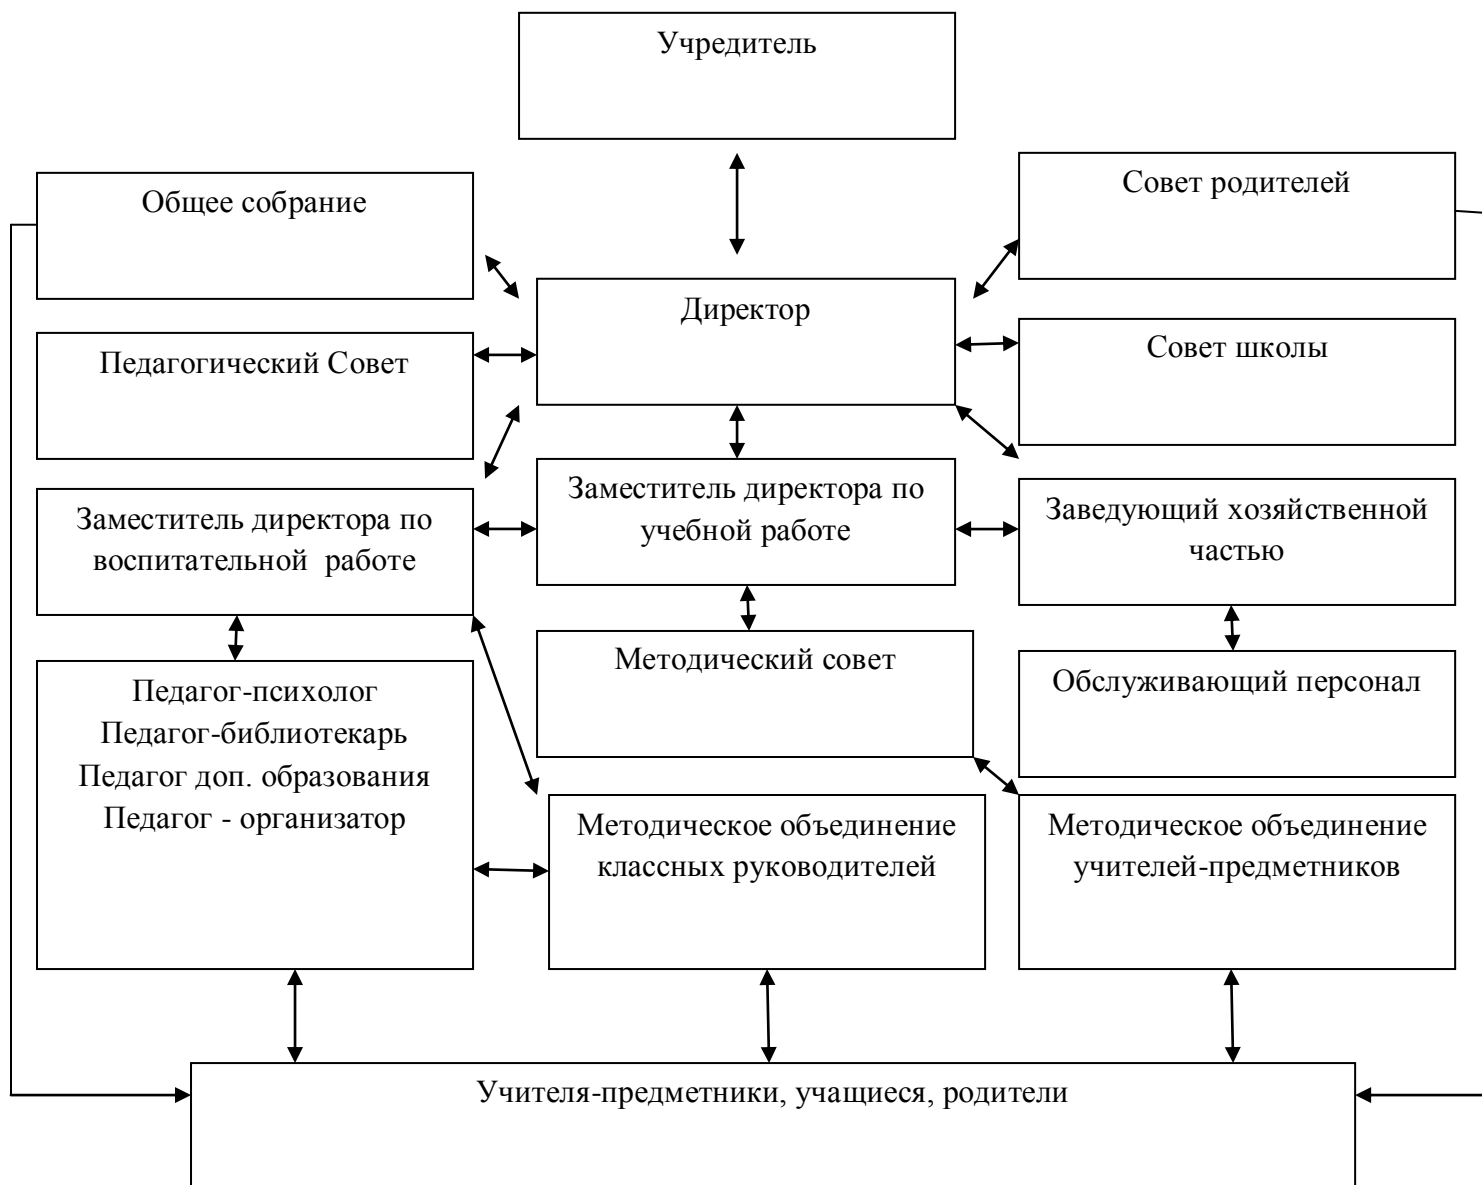 Учредитель
Общее собрание
Совет родителей
Директор
Педагогический Совет
Совет школы
Заместитель директора по
воспитательной  работе
Заместитель директора по
учебной работе
Заведующий хозяйственной
частью
Методический совет
Обслуживающий персонал
Педагог-психолог
Педагог-библиотекарь
Педагог доп. образования
Педагог - организатор
Методическое объединение
классных руководителей
Методическое объединение
учителей-предметников
Учителя-предметники, учащиеся, родители